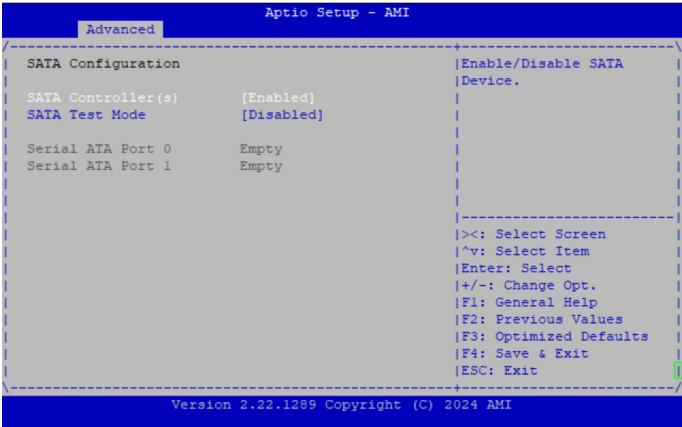 Aptio Setup - AMI
Advanced
SATA Configuration
SATA Controller(s) [Enabled]
SATA Test Mode [Disabled]
Serial ATA Port 0 Empty
Serial ATA Port 1 Empty
Enable/Disable SATA
Device.
><: Select Screen
^v: Select Item
Enter: Select
+/-: Change Opt.
F1: General Help
F2: Previous Values
F3: Optimized Defaults
F4: Save & Exit
ESC: Exit
Version 2.22.1289 Copyright (C) 2024 AMI